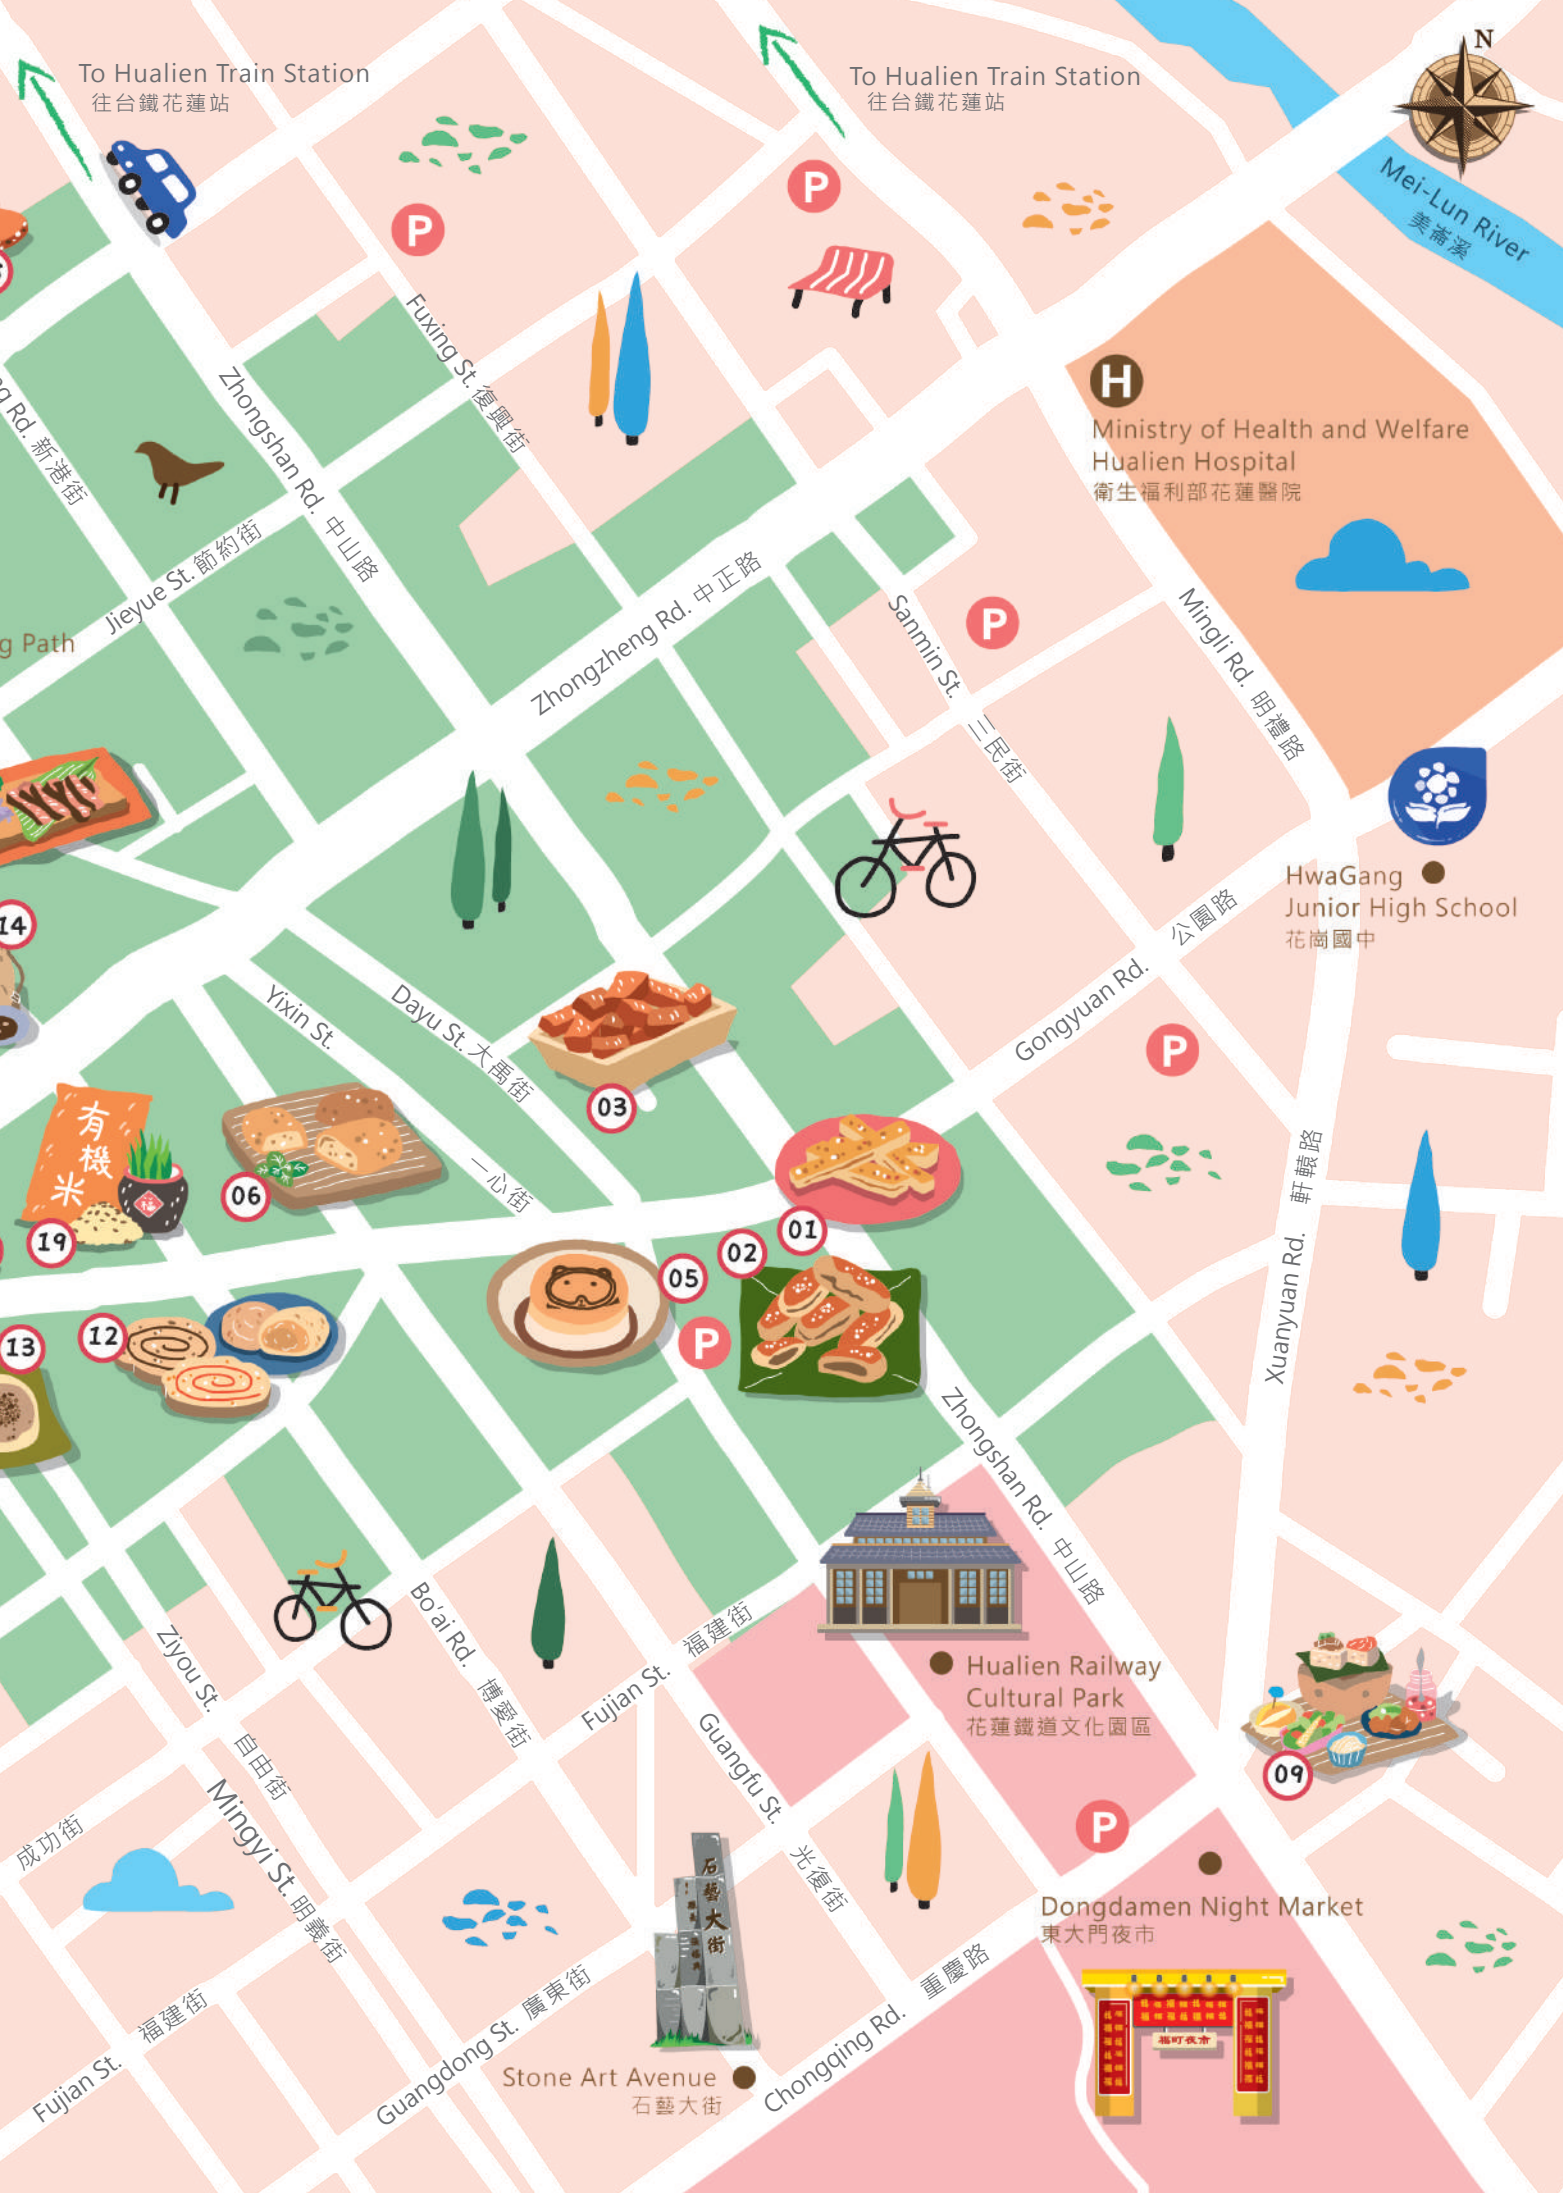 N
To Hualien Train Station
往台鐵花蓮站
To Hualien Train Station
往台鐵花蓮站
P
P
Mei-Lun River
美崙溪
Fuxing St. 復興街
H
Ministry of Health and Welfare
Hualien Hospital
衛生福利部花蓮醫院
Zhongshan Rd. 中山路
Rd. 新港街
Jieyue St. 節約街
Path
Zhongzheng Rd. 中正路
Sanmin St. 三民街
P
Mingli Rd. 明禮路
HwaGang
Junior High School
花崗國中
14
Gongyuan Rd. 公園路
Yixin St. 一心街
Dayu St. 大禹街
P
03
有機米
福
06
19
01
02
05
P
12
13
Xuanyuan Rd. 軒轅路
Zhongshan Rd. 中山路
Bo'ai Rd. 博愛街
Fujian St. 福建街
Ziyou St. 自由街
Hualien Railway
Cultural Park
花蓮鐵道文化園區
09
Guangfu St. 光復街
Mingyi St. 明義街
成功街
P
石藝大街
Dongdamen Night Market
東大門夜市
福町夜市
Fujian St. 福建街
Guangdong St. 廣東街
Chongqing Rd. 重慶路
Stone Art Avenue
石藝大街